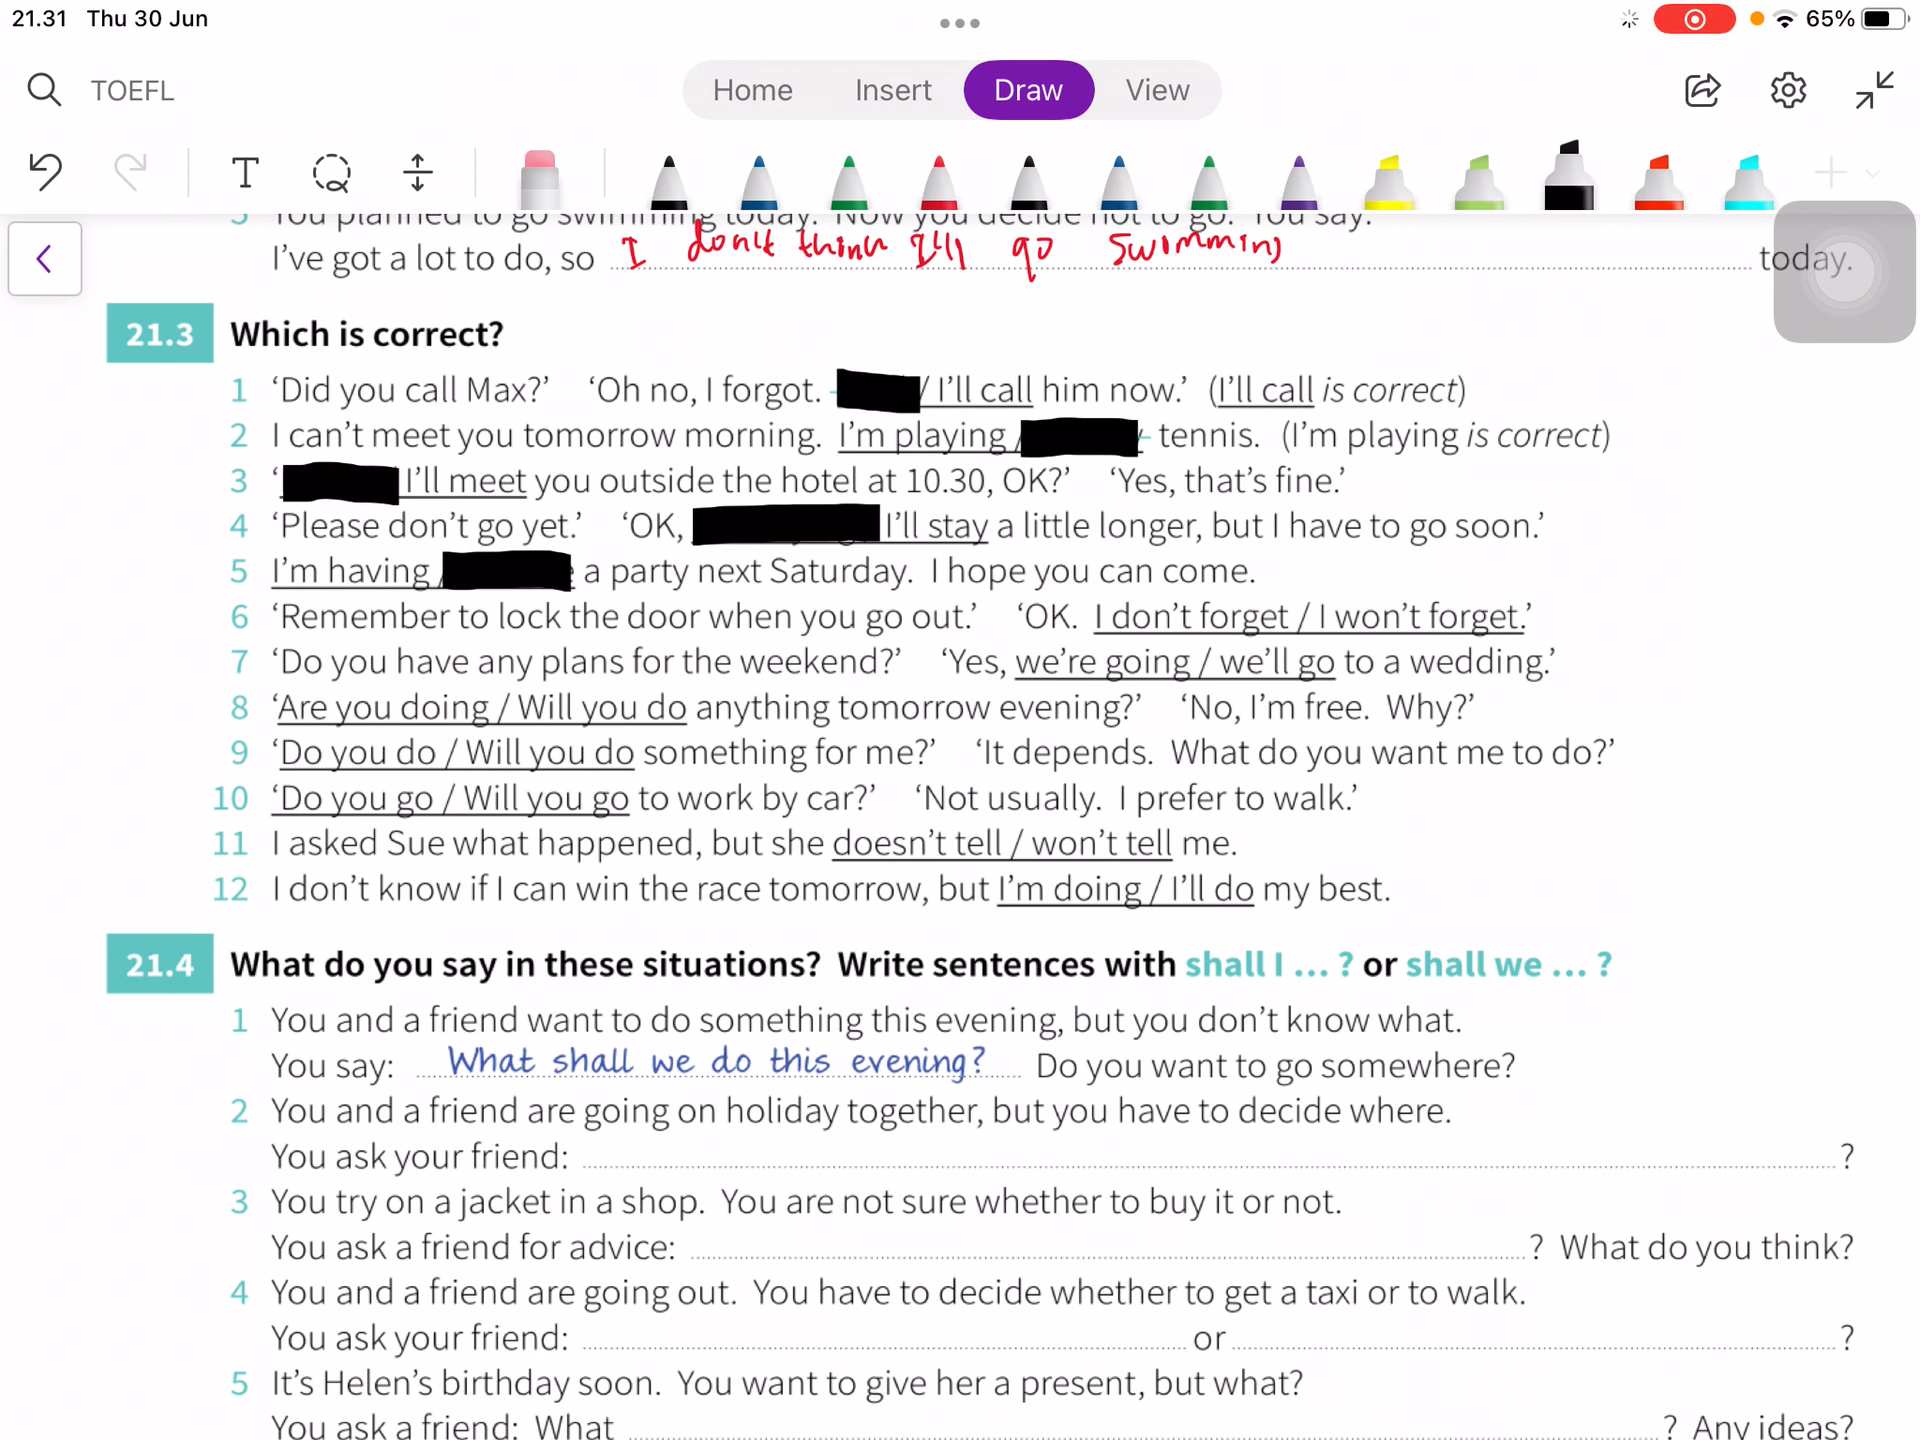 21.31 Thu 30 Jun
65%
TOEFL
Home Insert Draw View
T
3 You planned to go swimming today. Now you decide not to go. You say:
I've got a lot to do, so I don't think I'll go swimming today.
21.3 Which is correct?
1 ‘Did you call Max?’ ‘Oh no, I forgot. / I'll call him now.’ (I'll call is correct)
2 I can't meet you tomorrow morning. I'm playing / tennis. (I'm playing is correct)
3 ‘ I'll meet you outside the hotel at 10.30, OK?’ ‘Yes, that's fine.’
4 ‘Please don't go yet.’ ‘OK, I'll stay a little longer, but I have to go soon.’
5 I'm having / a party next Saturday. I hope you can come.
6 ‘Remember to lock the door when you go out.’ ‘OK. I don't forget / I won't forget.’
7 ‘Do you have any plans for the weekend?’ ‘Yes, we're going / we'll go to a wedding.’
8 ‘Are you doing / Will you do anything tomorrow evening?’ ‘No, I'm free. Why?’
9 ‘Do you do / Will you do something for me?’ ‘It depends. What do you want me to do?’
10 ‘Do you go / Will you go to work by car?’ ‘Not usually. I prefer to walk.’
11 I asked Sue what happened, but she doesn't tell / won't tell me.
12 I don't know if I can win the race tomorrow, but I'm doing / I'll do my best.
21.4 What do you say in these situations? Write sentences with shall I ... ? or shall we ... ?
1 You and a friend want to do something this evening, but you don't know what.
You say: What shall we do this evening? Do you want to go somewhere?
2 You and a friend are going on holiday together, but you have to decide where.
You ask your friend: ?
3 You try on a jacket in a shop. You are not sure whether to buy it or not.
You ask a friend for advice: ? What do you think?
4 You and a friend are going out. You have to decide whether to get a taxi or to walk.
You ask your friend: or ?
5 It's Helen's birthday soon. You want to give her a present, but what?
You ask a friend: What ? Any ideas?